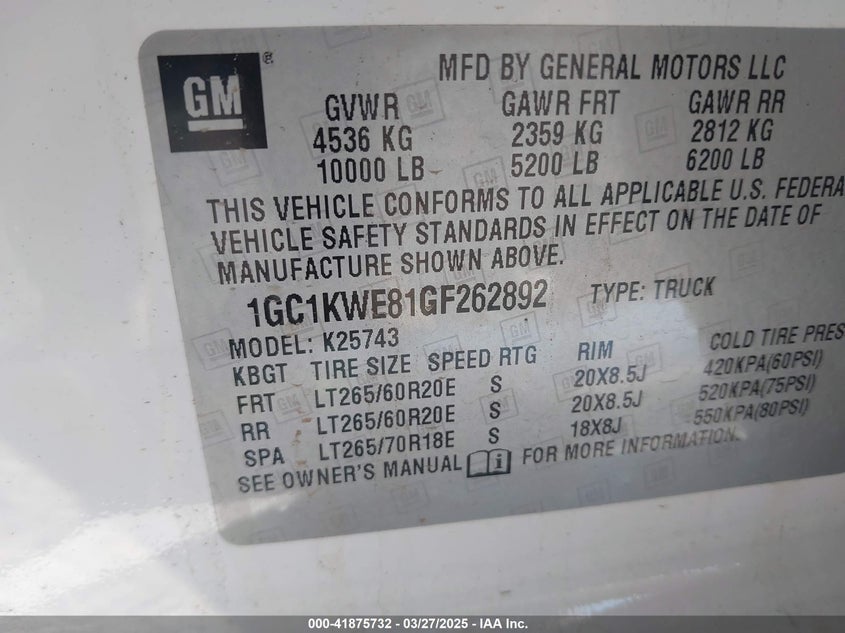 GM ®
MFD BY GENERAL MOTORS LLC
GVWR GAWR FRT GAWR RR
4536 KG 2359 KG 2812 KG
10000 LB 5200 LB 6200 LB
THIS VEHICLE CONFORMS TO ALL APPLICABLE U.S. FEDERA
VEHICLE SAFETY STANDARDS IN EFFECT ON THE DATE OF
MANUFACTURE SHOWN ABOVE.
1GC1KWE81GF262892 TYPE: TRUCK
MODEL: K25743
KBGT TIRE SIZE SPEED RTG RIM COLD TIRE PRES
FRT LT265/60R20E S 20X8.5J 420KPA(60PSI)
RR LT265/60R20E S 20X8.5J 520KPA(75PSI)
SPA LT265/70R18E S 18X8J 550KPA(80PSI)
SEE OWNER'S MANUAL FOR MORE INFORMATION.
000-41875732 — 03/27/2025 — © IAA Inc.